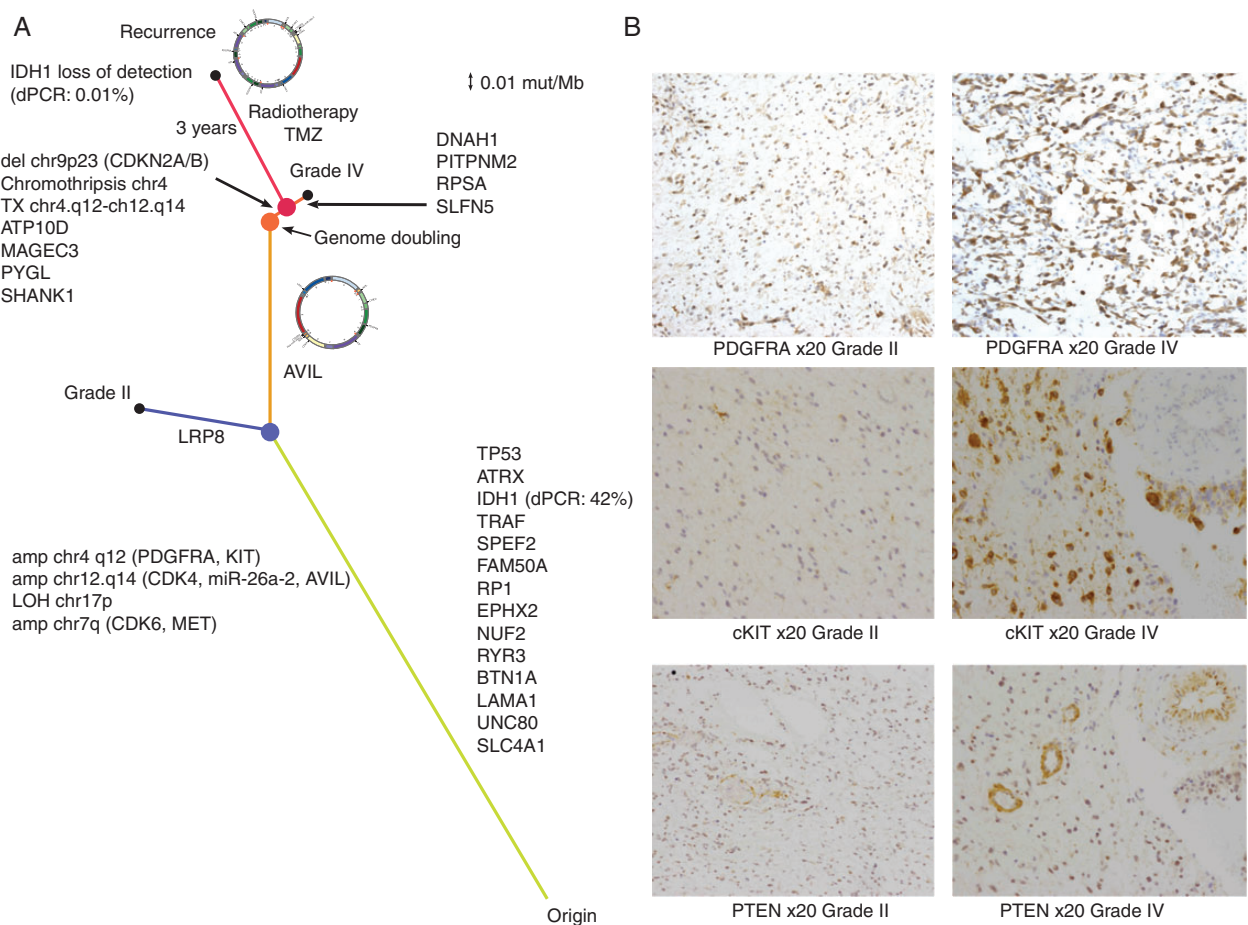 A
Recurrence
IDH1 loss of detection
(dPCR: 0.01%)
0.01 mut/Mb
Radiotherapy
TMZ
3 years
del chr9p23 (CDKN2A/B)
Chromothripsis chr4
TX chr4.q12-ch12.q14
ATP10D
MAGEC3
PYGL
SHANK1
Grade IV
DNAH1
PITPNM2
RPSA
SLFN5
Genome doubling
AVIL
Grade II
LRP8
TP53
ATRX
IDH1 (dPCR: 42%)
TRAF
SPEF2
FAM50A
RP1
EPHX2
NUF2
RYR3
BTN1A
LAMA1
UNC80
SLC4A1
amp chr4 q12 (PDGFRA, KIT)
amp chr12.q14 (CDK4, miR-26a-2, AVIL)
LOH chr17p
amp chr7q (CDK6, MET)
Origin
B
PDGFRA x20 Grade II
PDGFRA x20 Grade IV
cKIT x20 Grade II
cKIT x20 Grade IV
PTEN x20 Grade II
PTEN x20 Grade IV